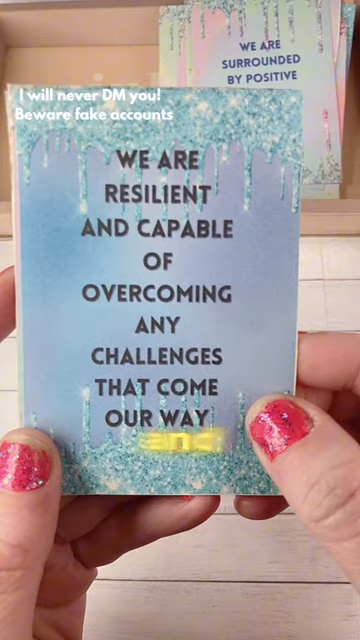 WE ARE
SURROUNDED
BY POSITIVE
I will never DM you!
Beware fake accounts
WE ARE
RESILIENT
AND CAPABLE
OF
OVERCOMING
ANY
CHALLENGES
THAT COME
OUR WAY
and